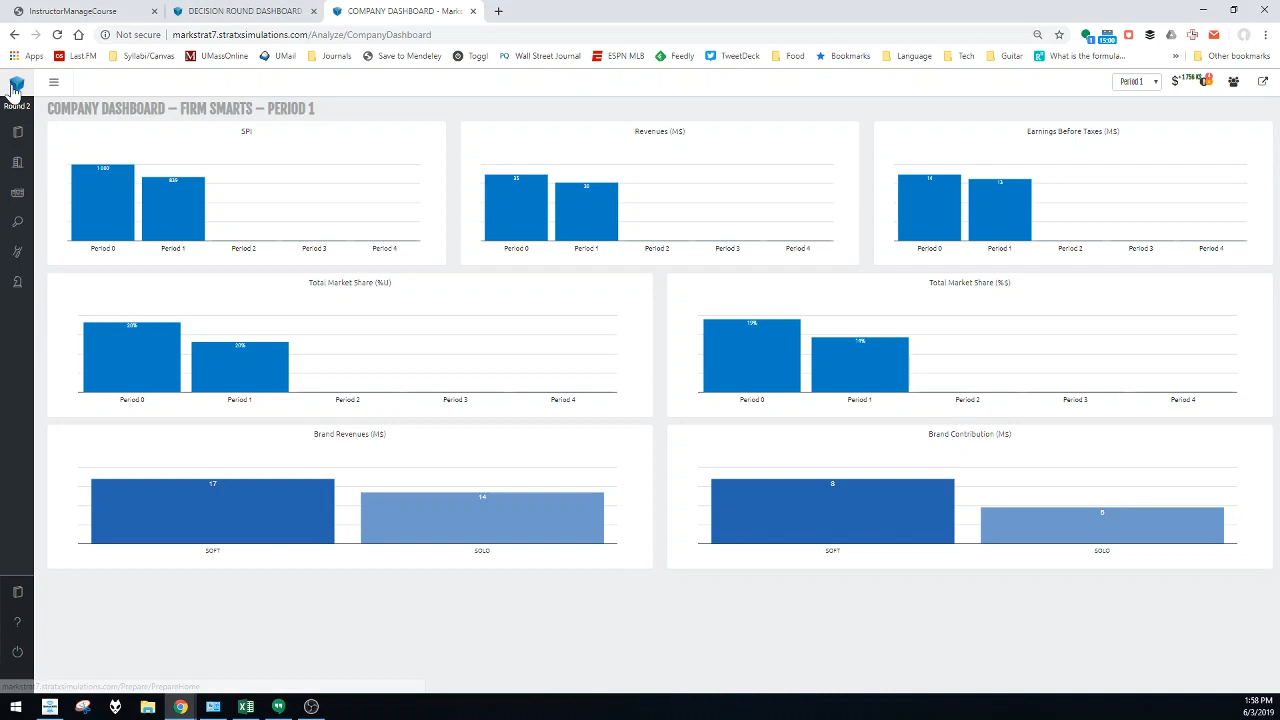 InstructorManageCourse
DECISION ROUND DASHBOARD
COMPANY DASHBOARD - Marks
Not secure
markstrat7.stratxsimulations.com/Analyze/CompanyDashboard
15:00
Apps
Last.FM
Syllabi/Canvas
UMassOnline
UMail
Journals
Save to Hendeley
Toggl
PQ
Wall Street Journal
ESPN MLB
Feedly
TweetDeck
Food
Bookmarks
Language
Tech
Guitar
What is the formula...
Other bookmarks
Period 1
Round 2
COMPANY DASHBOARD – FIRM SMARTS – PERIOD 1
SPI
1 000
839
Period 0 Period 1 Period 2 Period 3 Period 4
Revenues (M$)
35
30
Period 0 Period 1 Period 2 Period 3 Period 4
Earnings Before Taxes (M$)
14
13
Period 0 Period 1 Period 2 Period 3 Period 4
Total Market Share (%U)
20%
Period 0 Period 1 Period 2 Period 3 Period 4
Total Market Share (%$)
19%
Period 0 Period 1 Period 2 Period 3 Period 4
Brand Revenues (M$)
17
14
SOFT SOLO
Brand Contribution (M$)
8
SOFT SOLO
markstrat7.stratxsimulations.com/Prepare/PrepareHome
1:58 PM
6/3/2019